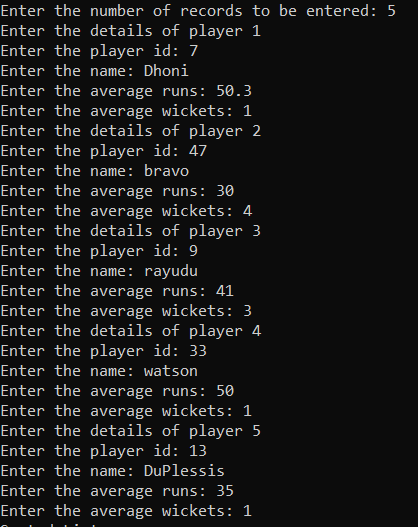 Enter the number of records to be entered: 5
Enter the details of player 1
Enter the player id: 7
Enter the name: Dhoni
Enter the average runs: 50.3
Enter the average wickets: 1
Enter the details of player 2
Enter the player id: 47
Enter the name: bravo
Enter the average runs: 30
Enter the average wickets: 4
Enter the details of player 3
Enter the player id: 9
Enter the name: rayudu
Enter the average runs: 41
Enter the average wickets: 3
Enter the details of player 4
Enter the player id: 33
Enter the name: watson
Enter the average runs: 50
Enter the average wickets: 1
Enter the details of player 5
Enter the player id: 13
Enter the name: DuPlessis
Enter the average runs: 35
Enter the average wickets: 1